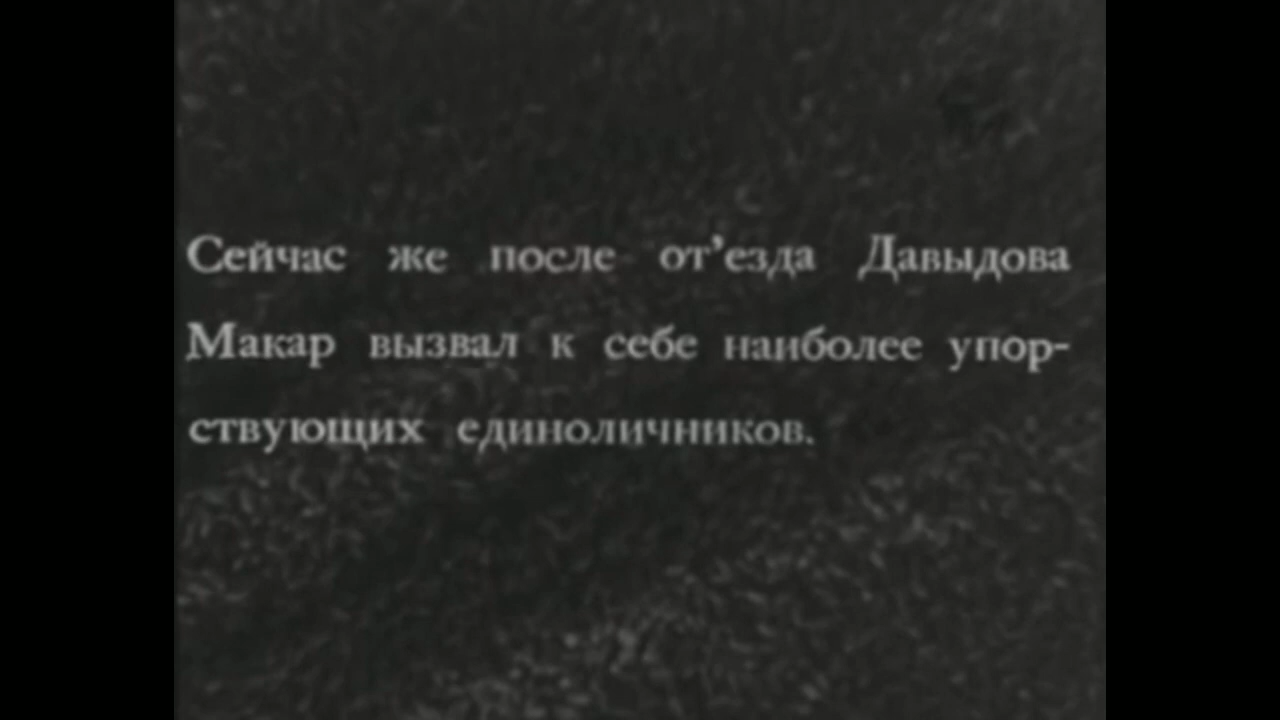 Сейчас же после от’езда Давыдова
Макар вызвал к себе наиболее упор-
ствующих единоличников.